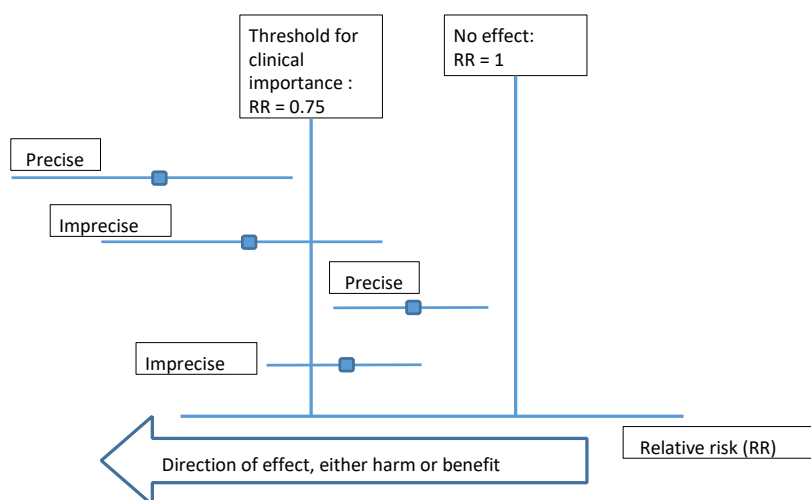 Threshold for
clinical
importance :
RR = 0.75
No effect:
RR = 1
Precise
Imprecise
Precise
Imprecise
Relative risk (RR)
Direction of effect, either harm or benefit